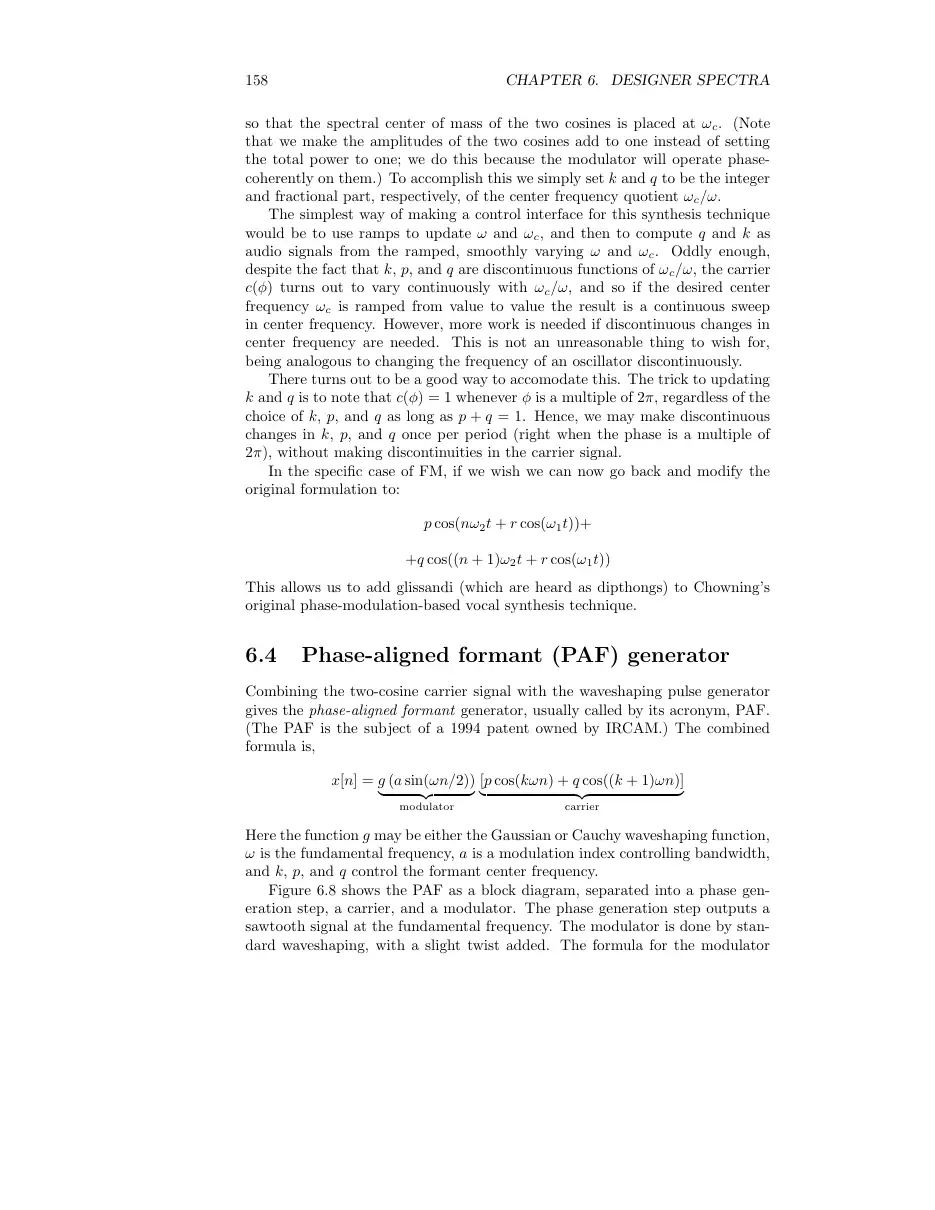 158 CHAPTER 6. DESIGNER SPECTRA
so that the spectral center of mass of the two cosines is placed at ω_c. (Note
that we make the amplitudes of the two cosines add to one instead of setting
the total power to one; we do this because the modulator will operate phase-
coherently on them.) To accomplish this we simply set k and q to be the integer
and fractional part, respectively, of the center frequency quotient ω_c/ω.
The simplest way of making a control interface for this synthesis technique
would be to use ramps to update ω and ω_c, and then to compute q and k as
audio signals from the ramped, smoothly varying ω and ω_c. Oddly enough,
despite the fact that k, p, and q are discontinuous functions of ω_c/ω, the carrier
c(ϕ) turns out to vary continuously with ω_c/ω, and so if the desired center
frequency ω_c is ramped from value to value the result is a continuous sweep
in center frequency. However, more work is needed if discontinuous changes in
center frequency are needed. This is not an unreasonable thing to wish for,
being analogous to changing the frequency of an oscillator discontinuously.
There turns out to be a good way to accomodate this. The trick to updating
k and q is to note that c(ϕ) = 1 whenever ϕ is a multiple of 2π, regardless of the
choice of k, p, and q as long as p + q = 1. Hence, we may make discontinuous
changes in k, p, and q once per period (right when the phase is a multiple of
2π), without making discontinuities in the carrier signal.
In the specific case of FM, if we wish we can now go back and modify the
original formulation to:
p cos(nω₂t + r cos(ω₁t))+
+q cos((n + 1)ω₂t + r cos(ω₁t))
This allows us to add glissandi (which are heard as dipthongs) to Chowning's
original phase-modulation-based vocal synthesis technique.
6.4 Phase-aligned formant (PAF) generator
Combining the two-cosine carrier signal with the waveshaping pulse generator
gives the phase-aligned formant generator, usually called by its acronym, PAF.
(The PAF is the subject of a 1994 patent owned by IRCAM.) The combined
formula is,
x[n] = g (a sin(ωn/2)) [p cos(kωn) + q cos((k + 1)ωn)]
modulator carrier
Here the function g may be either the Gaussian or Cauchy waveshaping function,
ω is the fundamental frequency, a is a modulation index controlling bandwidth,
and k, p, and q control the formant center frequency.
Figure 6.8 shows the PAF as a block diagram, separated into a phase gen-
eration step, a carrier, and a modulator. The phase generation step outputs a
sawtooth signal at the fundamental frequency. The modulator is done by stan-
dard waveshaping, with a slight twist added. The formula for the modulator